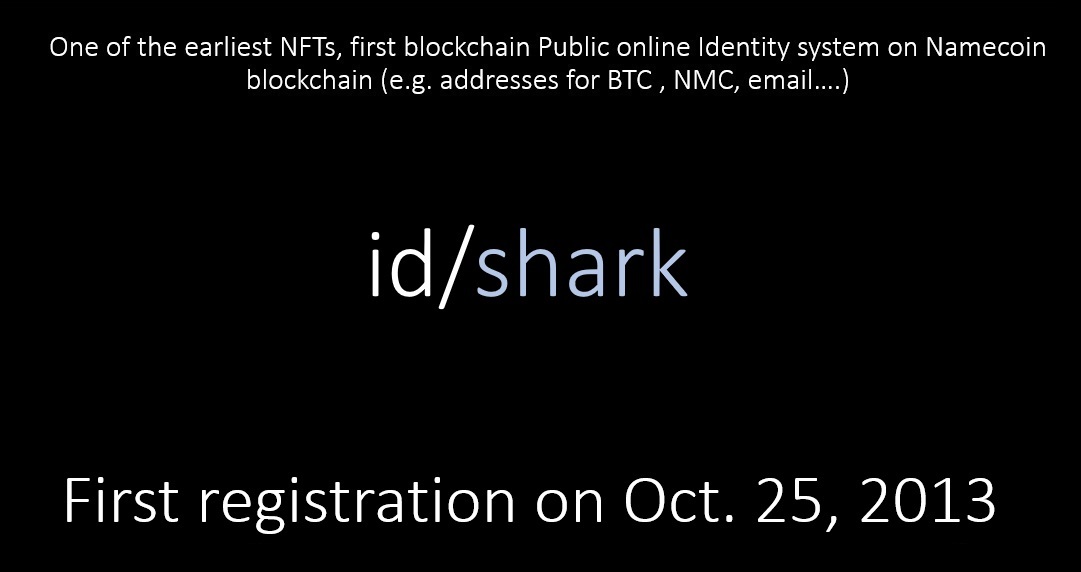 One of the earliest NFTs, first blockchain Public online Identity system on Namecoin
blockchain (e.g. addresses for BTC , NMC, email....)
id/shark
First registration on Oct. 25, 2013